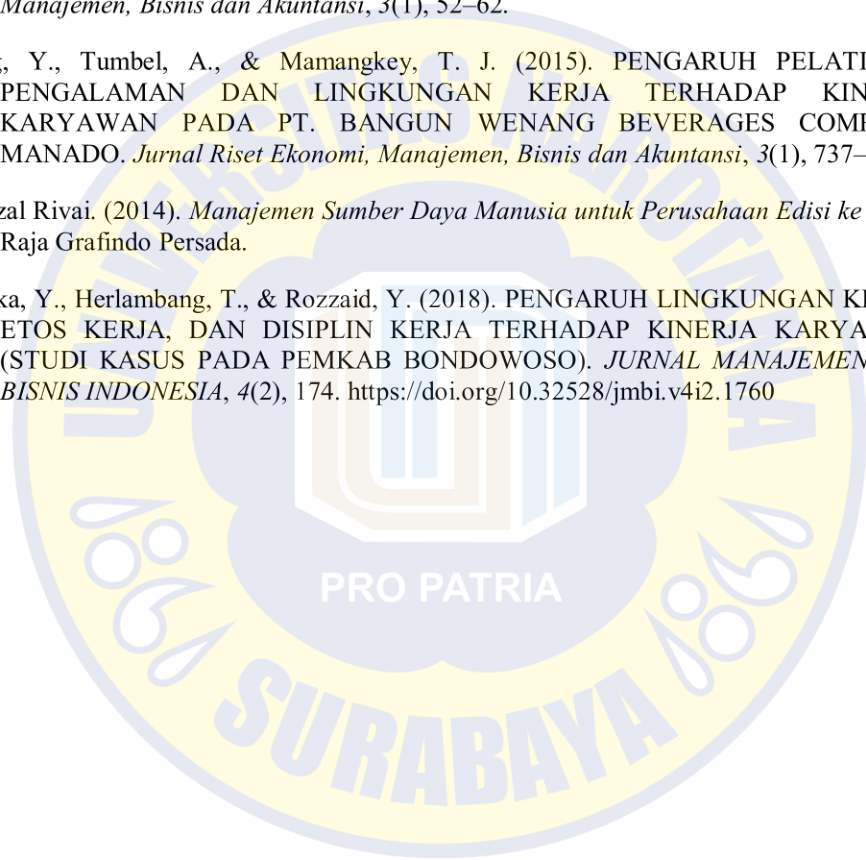 Manajemen, Bisnis dan Akuntansi, 3(1), 52–62.
Y., Tumbel, A., & Mamangkey, T. J. (2015). PENGARUH PELATI
PENGALAMAN DAN LINGKUNGAN KERJA TERHADAP KIN
KARYAWAN PADA PT. BANGUN WENANG BEVERAGES COMP
MANADO. Jurnal Riset Ekonomi, Manajemen, Bisnis dan Akuntansi, 3(1), 737–
zal Rivai. (2014). Manajemen Sumber Daya Manusia untuk Perusahaan Edisi ke
Raja Grafindo Persada.
ka, Y., Herlambang, T., & Rozzaid, Y. (2018). PENGARUH LINGKUNGAN KE
ETOS KERJA, DAN DISIPLIN KERJA TERHADAP KINERJA KARYA
(STUDI KASUS PADA PEMKAB BONDOWOSO). JURNAL MANAJEMEN
BISNIS INDONESIA, 4(2), 174. https://doi.org/10.32528/jmbi.v4i2.1760
UNIVERSITAS NAROTAMA
PRO PATRIA
SURABAYA